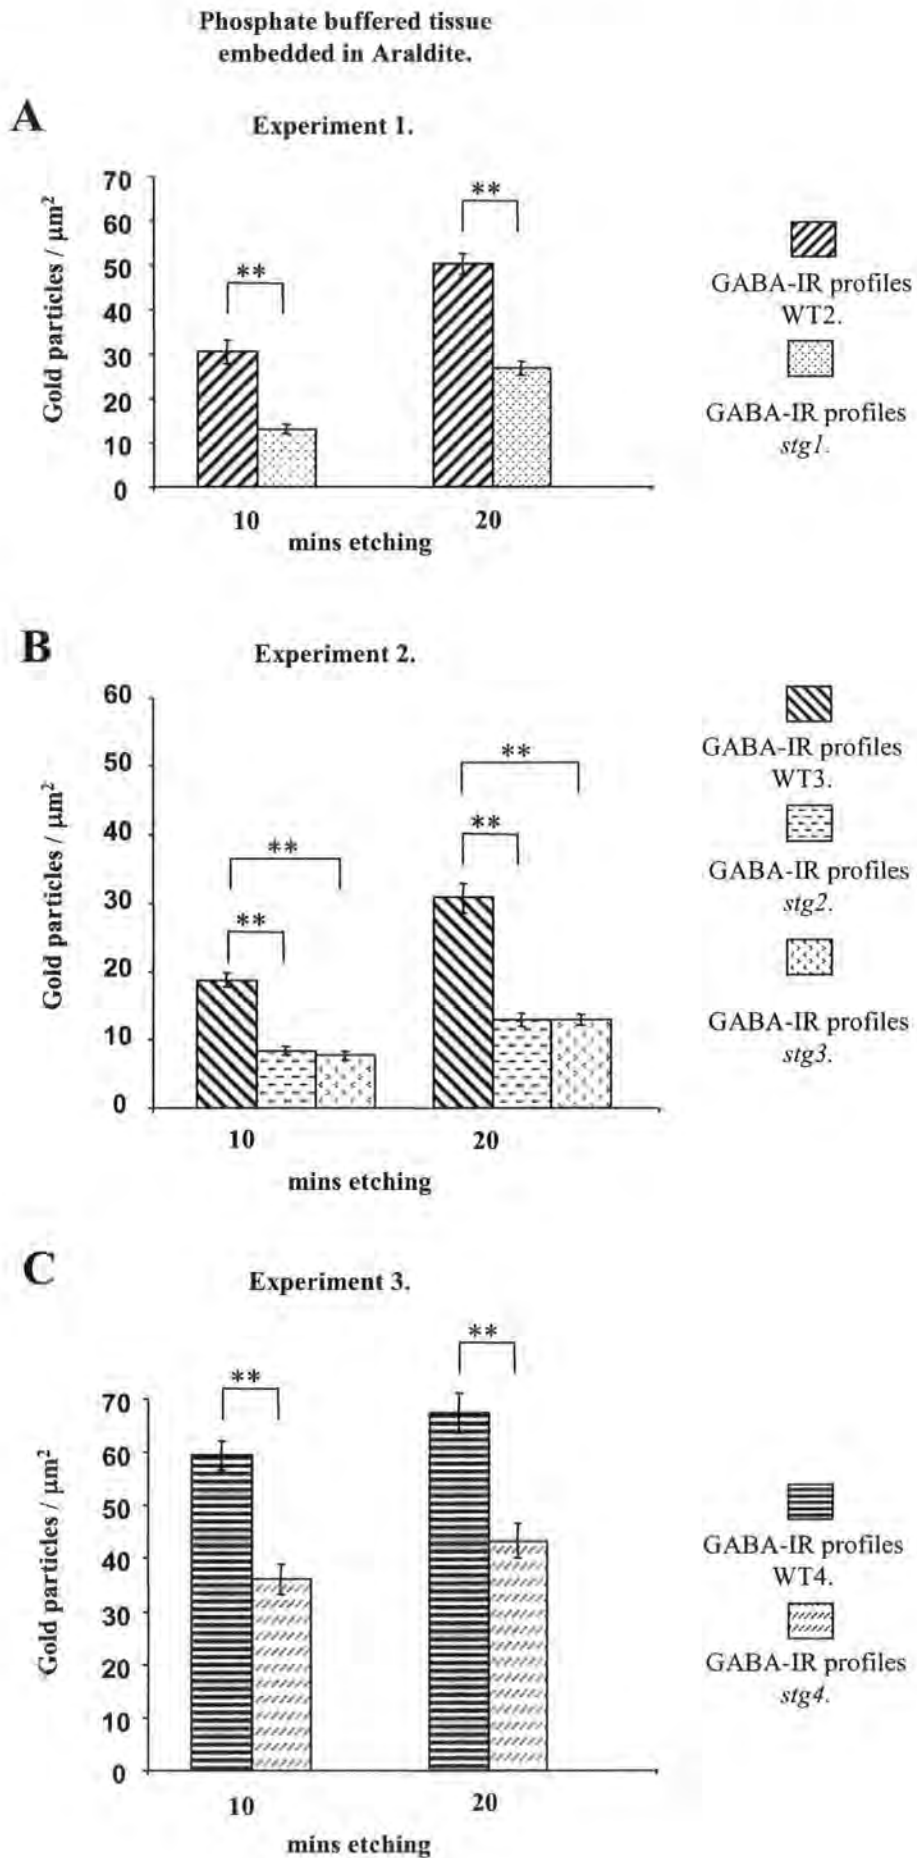 Phosphate buffered tissue
embedded in Araldite.
A
Experiment 1.
Gold particles / μm²
70
60
50
40
30
20
10
0
**
**
10
20
mins etching
GABA-IR profiles
WT2.
GABA-IR profiles
stg1.
B
Experiment 2.
Gold particles / μm²
60
50
40
30
20
10
0
**
**
**
**
10
20
mins etching
GABA-IR profiles
WT3.
GABA-IR profiles
stg2.
GABA-IR profiles
stg3.
C
Experiment 3.
Gold particles / μm²
70
60
50
40
30
20
10
0
**
**
10
20
mins etching
GABA-IR profiles
WT4.
GABA-IR profiles
stg4.